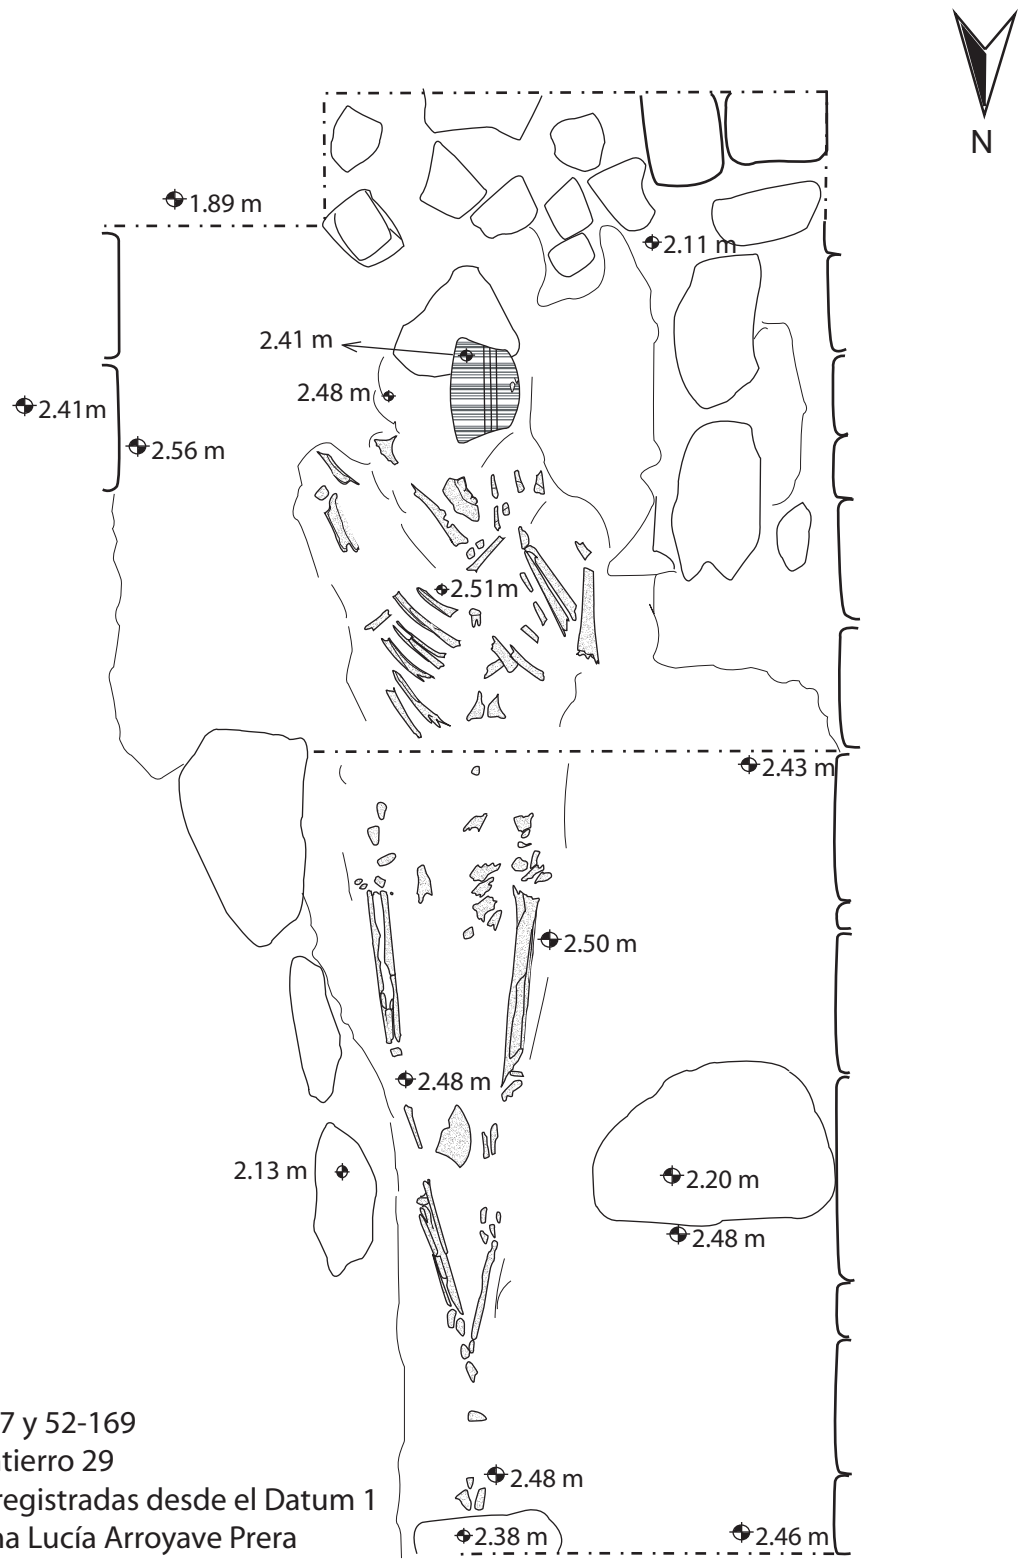 N
1.89 m
2.11 m
2.41 m
2.48 m
2.41m
2.56 m
2.51m
2.43 m
2.50 m
2.48 m
2.13 m
2.20 m
2.48 m
7 y 52-169
tierro 29
registradas desde el Datum 1
na Lucía Arroyave Prera
2.48 m
2.38 m
2.46 m